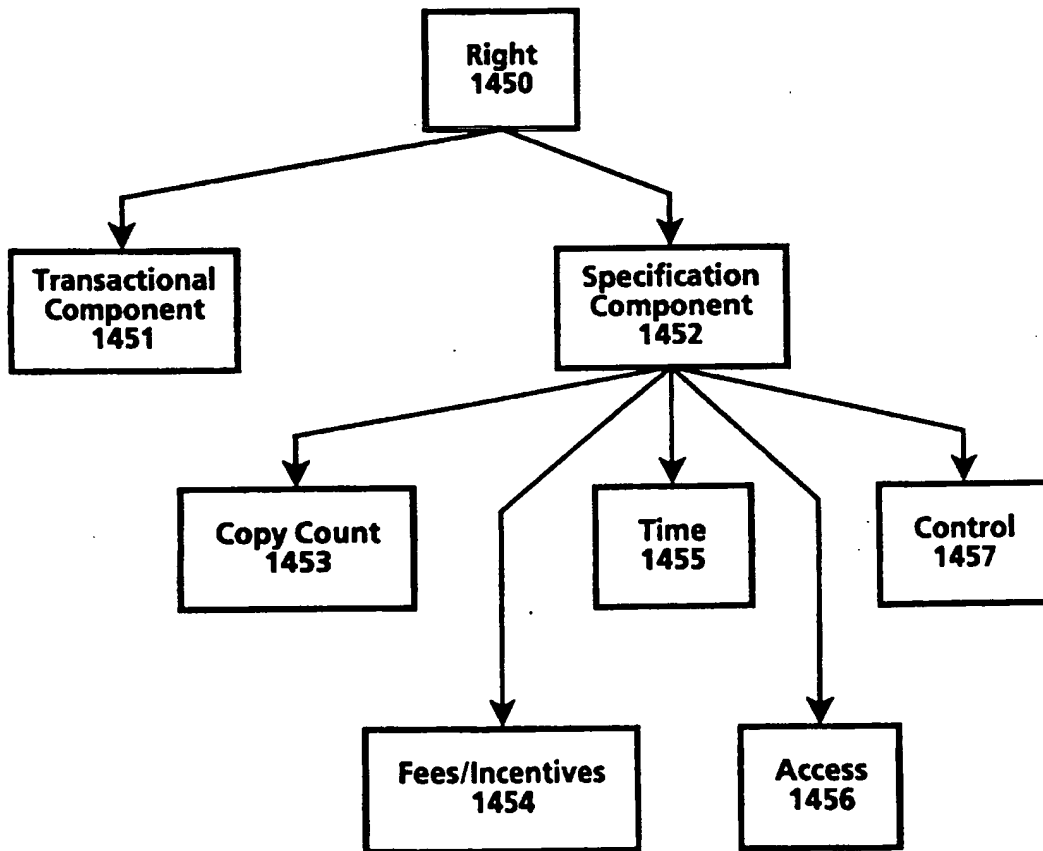 Right
1450
Transactional
Component
1451
Specification
Component
1452
Copy Count
1453
Time
1455
Control
1457
Fees/Incentives
1454
Access
1456